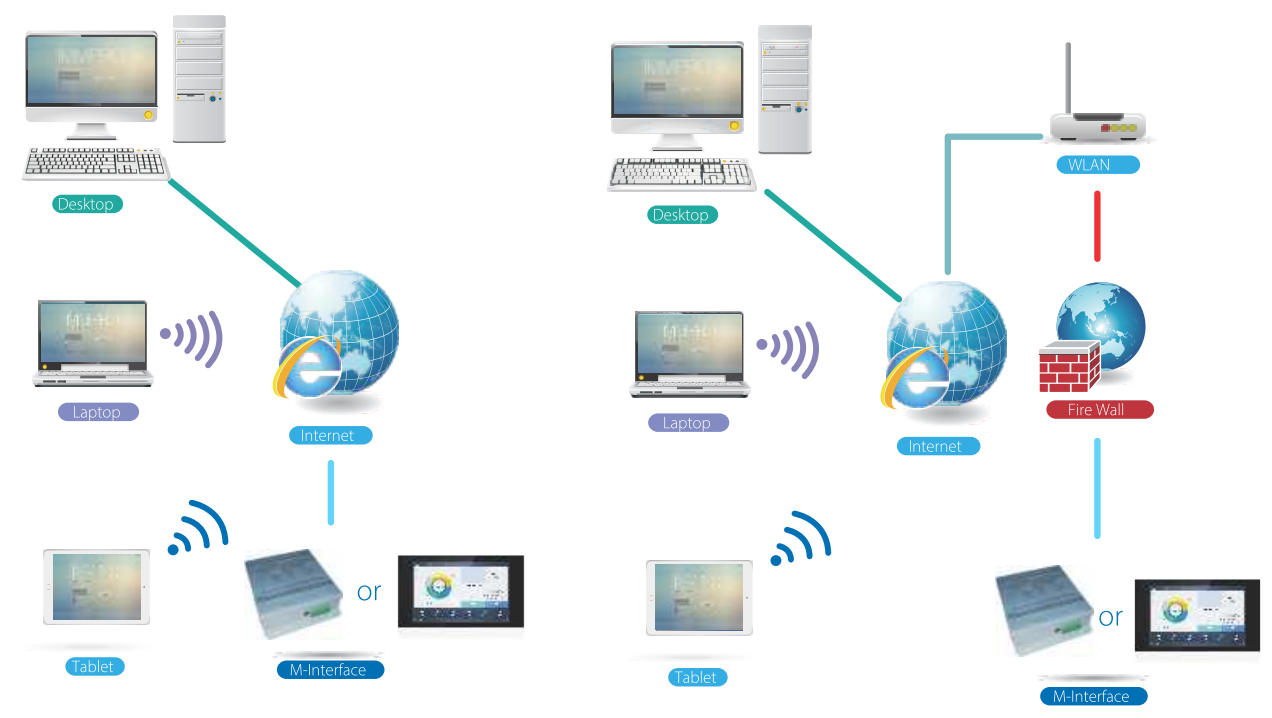 Desktop
Laptop
Internet
or
Tablet
M-Interface
WLAN
Desktop
Fire Wall
Laptop
Internet
or
Tablet
M-Interface